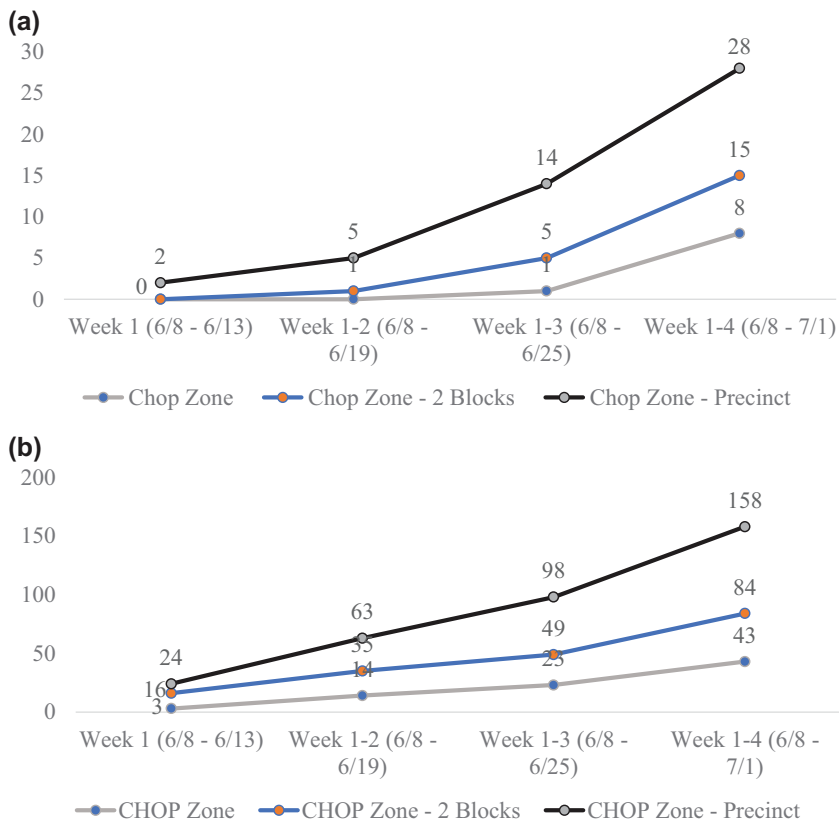 (a)
30
25
20
15
10
5
0
28
14
15
8
2
5
5
0
1
1
Week 1 (6/8 - 6/13)
Week 1-2 (6/8 -
6/19)
Week 1-3 (6/8 -
6/25)
Week 1-4 (6/8 - 7/1)
Chop Zone
Chop Zone - 2 Blocks
Chop Zone - Precinct
(b)
200
150
100
50
0
158
98
84
63
49
43
24
35
23
16
14
3
Week 1 (6/8 - 6/13)
Week 1-2 (6/8 -
6/19)
Week 1-3 (6/8 -
6/25)
Week 1-4 (6/8 -
7/1)
CHOP Zone
CHOP Zone - 2 Blocks
CHOP Zone - Precinct